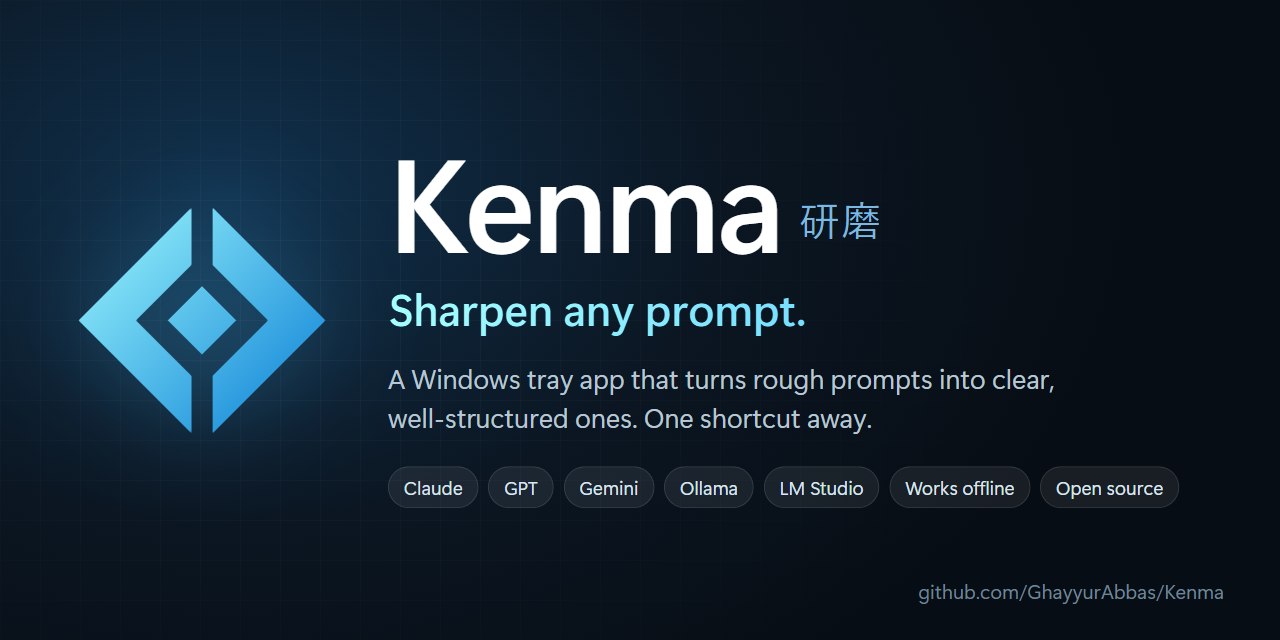 Kenma 研磨
Sharpen any prompt.
A Windows tray app that turns rough prompts into clear,
well-structured ones. One shortcut away.
Claude GPT Gemini Ollama LM Studio Works offline Open source
github.com/GhayyurAbbas/Kenma